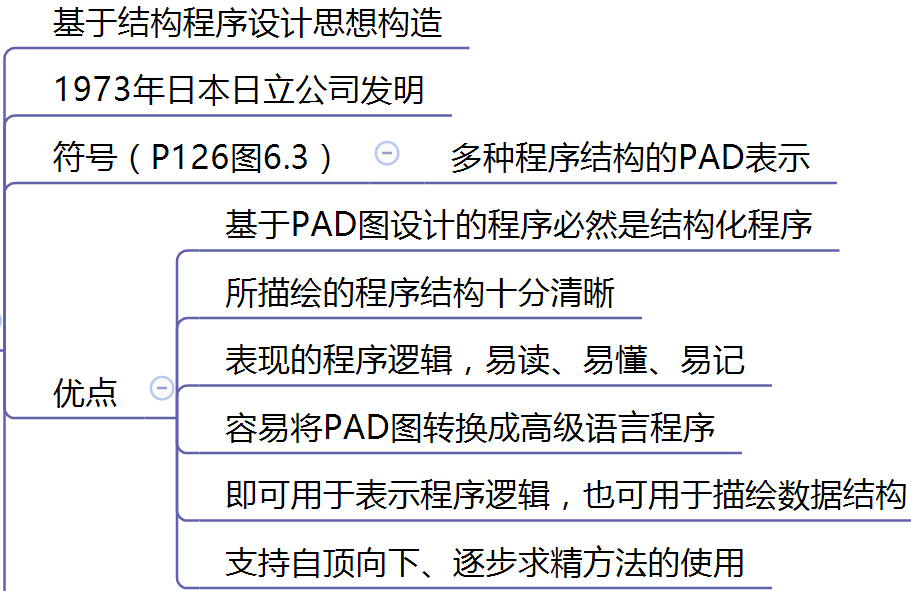 基于结构程序设计思想构造
1973年日本日立公司发明
符号（P126图6.3） 多种程序结构的PAD表示
基于PAD图设计的程序必然是结构化程序
所描绘的程序结构十分清晰
表现的程序逻辑，易读、易懂、易记
优点
容易将PAD图转换成高级语言程序
即可用于表示程序逻辑，也可用于描绘数据结构
支持自顶向下、逐步求精方法的使用